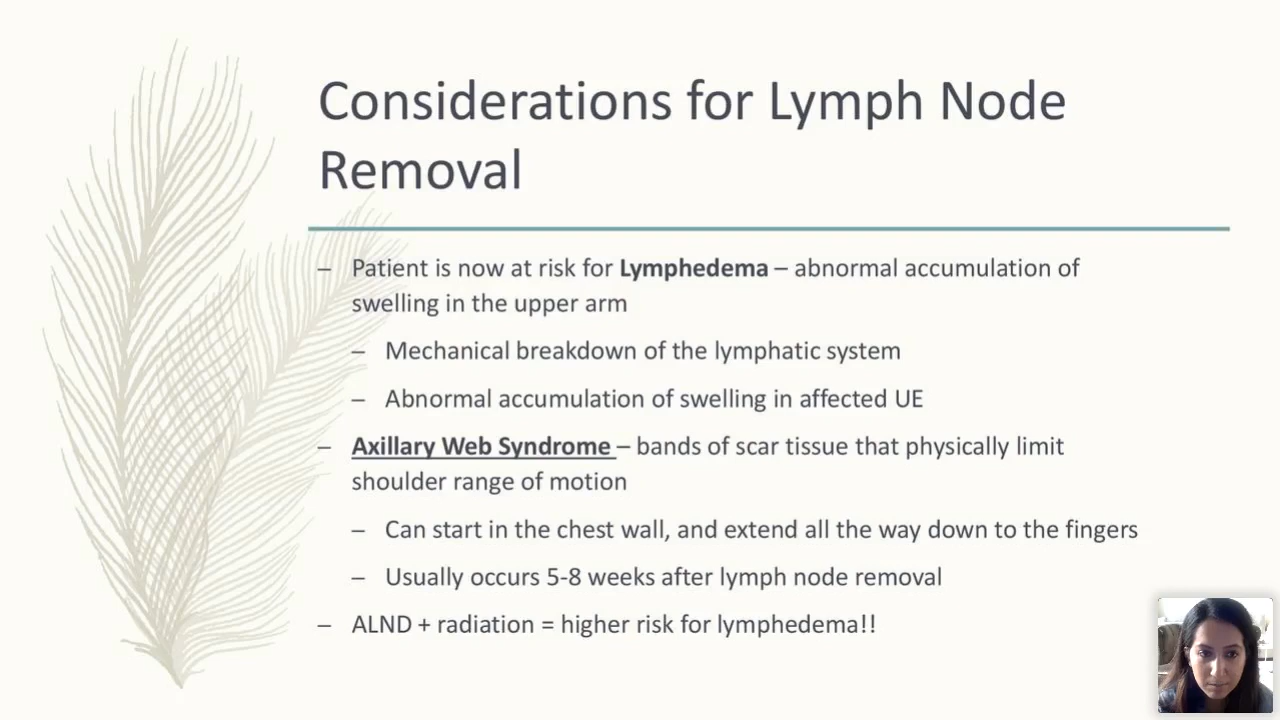 Considerations for Lymph Node
Removal
– Patient is now at risk for Lymphedema – abnormal accumulation of
swelling in the upper arm
– Mechanical breakdown of the lymphatic system
– Abnormal accumulation of swelling in affected UE
– Axillary Web Syndrome – bands of scar tissue that physically limit
shoulder range of motion
– Can start in the chest wall, and extend all the way down to the fingers
– Usually occurs 5-8 weeks after lymph node removal
– ALND + radiation = higher risk for lymphedema!!